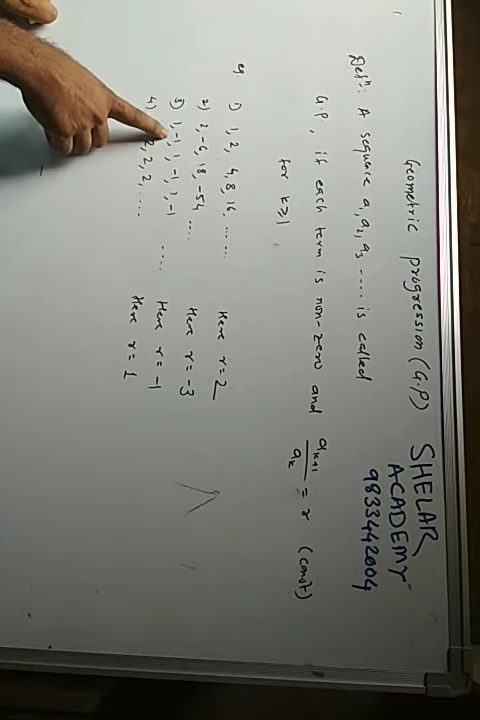 Geometric progression (G.P)
SHELAR
ACADEMY
9833442004
Defn: A sequence a1, a2, a3 ---- is called
G.P, if each term is non-zero and ak+1/ak = r (const)
for k≥1
eg 1) 1, 2, 4, 8, 16, ...... Here r = 2
2) 2, -6, 18, -54, .... Here r = -3
3) 1, -1, 1, -1, 1, -1 .... Here r = -1
4) 2, 2, 2, .... Here r = 1